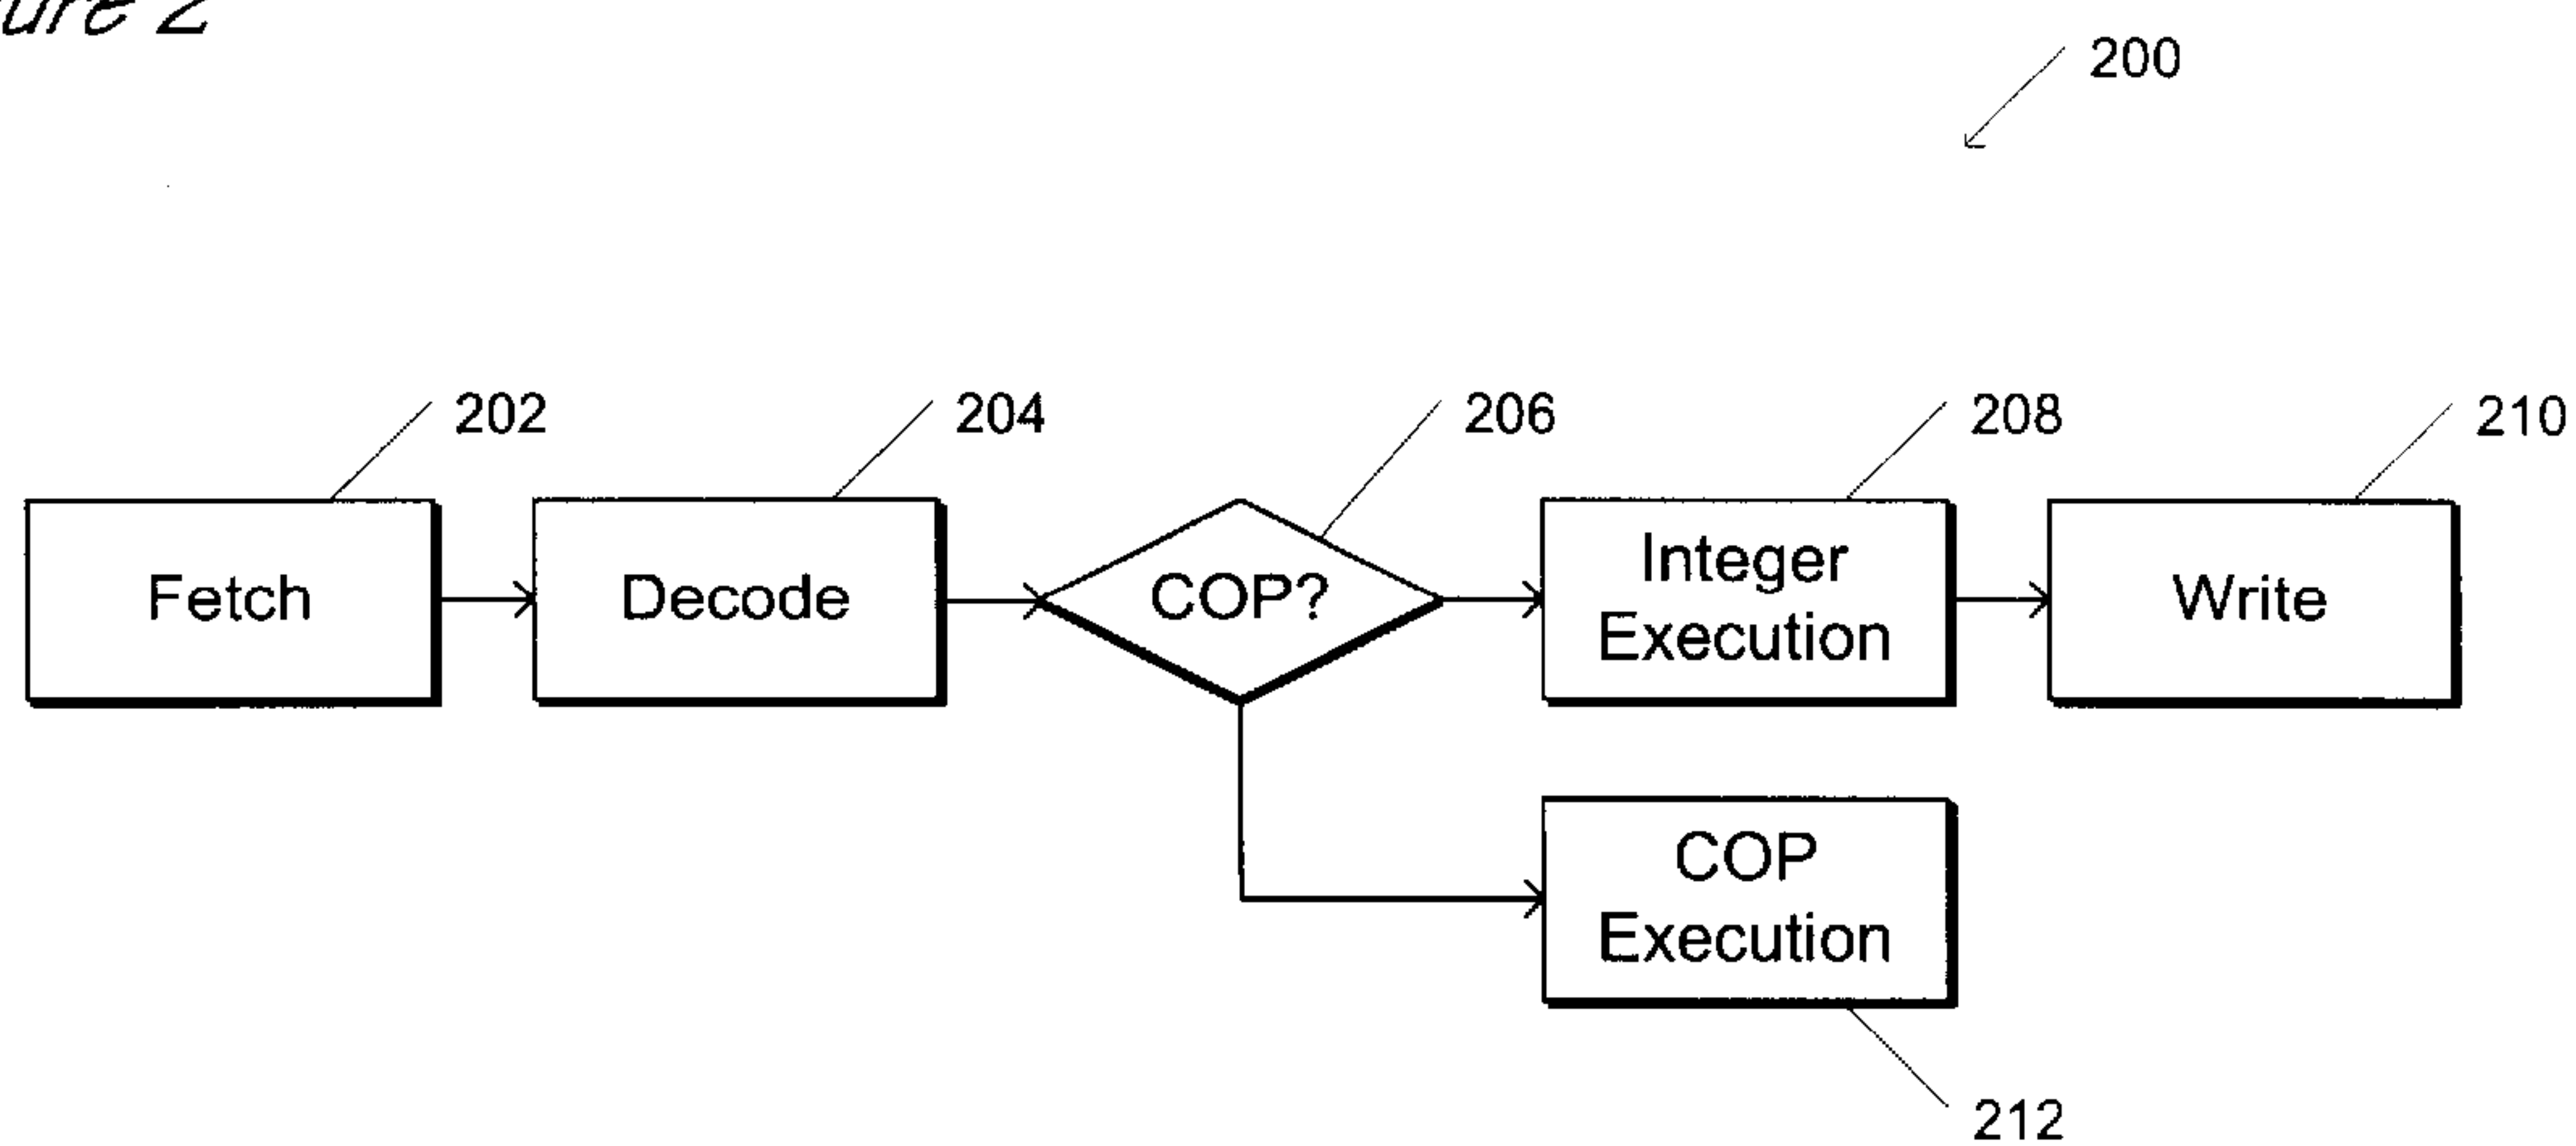 ure 2
200
202
204
206
208
210
Fetch
Decode
COP?
Integer
Execution
Write
COP
Execution
212